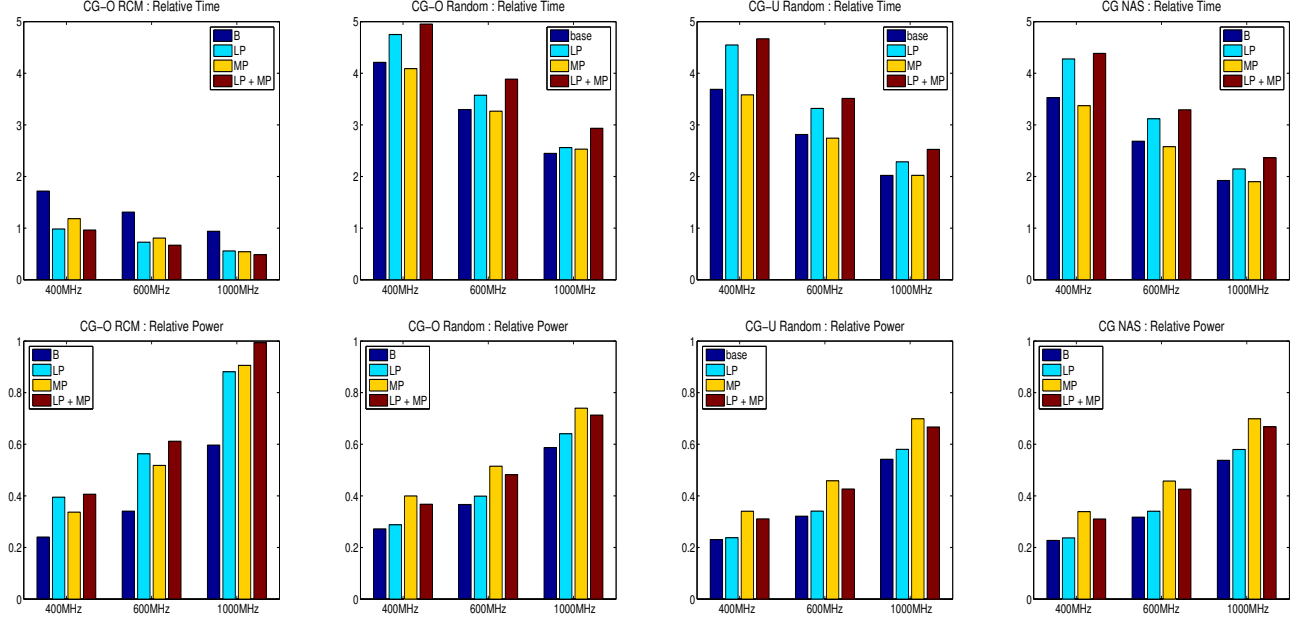 CG-O RCM : Relative Time
5
4
3
2
1
0
B
LP
MP
LP + MP
400MHz 600MHz 1000MHz
CG-O Random : Relative Time
5
4
3
2
1
0
base
LP
MP
LP + MP
400MHz 600MHz 1000MHz
CG-U Random : Relative Time
5
4
3
2
1
0
base
LP
MP
LP + MP
400MHz 600MHz 1000MHz
CG NAS : Relative Time
5
4
3
2
1
0
B
LP
MP
LP + MP
400MHz 600MHz 1000MHz
CG-O RCM : Relative Power
1
0.8
0.6
0.4
0.2
0
B
LP
MP
LP + MP
400MHz 600MHz 1000MHz
CG-O Random : Relative Power
1
0.8
0.6
0.4
0.2
0
B
LP
MP
LP + MP
400MHz 600MHz 1000MHz
CG-U Random : Relative Power
1
0.8
0.6
0.4
0.2
0
base
LP
MP
LP + MP
400MHz 600MHz 1000MHz
CG NAS : Relative Power
1
0.8
0.6
0.4
0.2
0
B
LP
MP
LP + MP
400MHz 600MHz 1000MHz